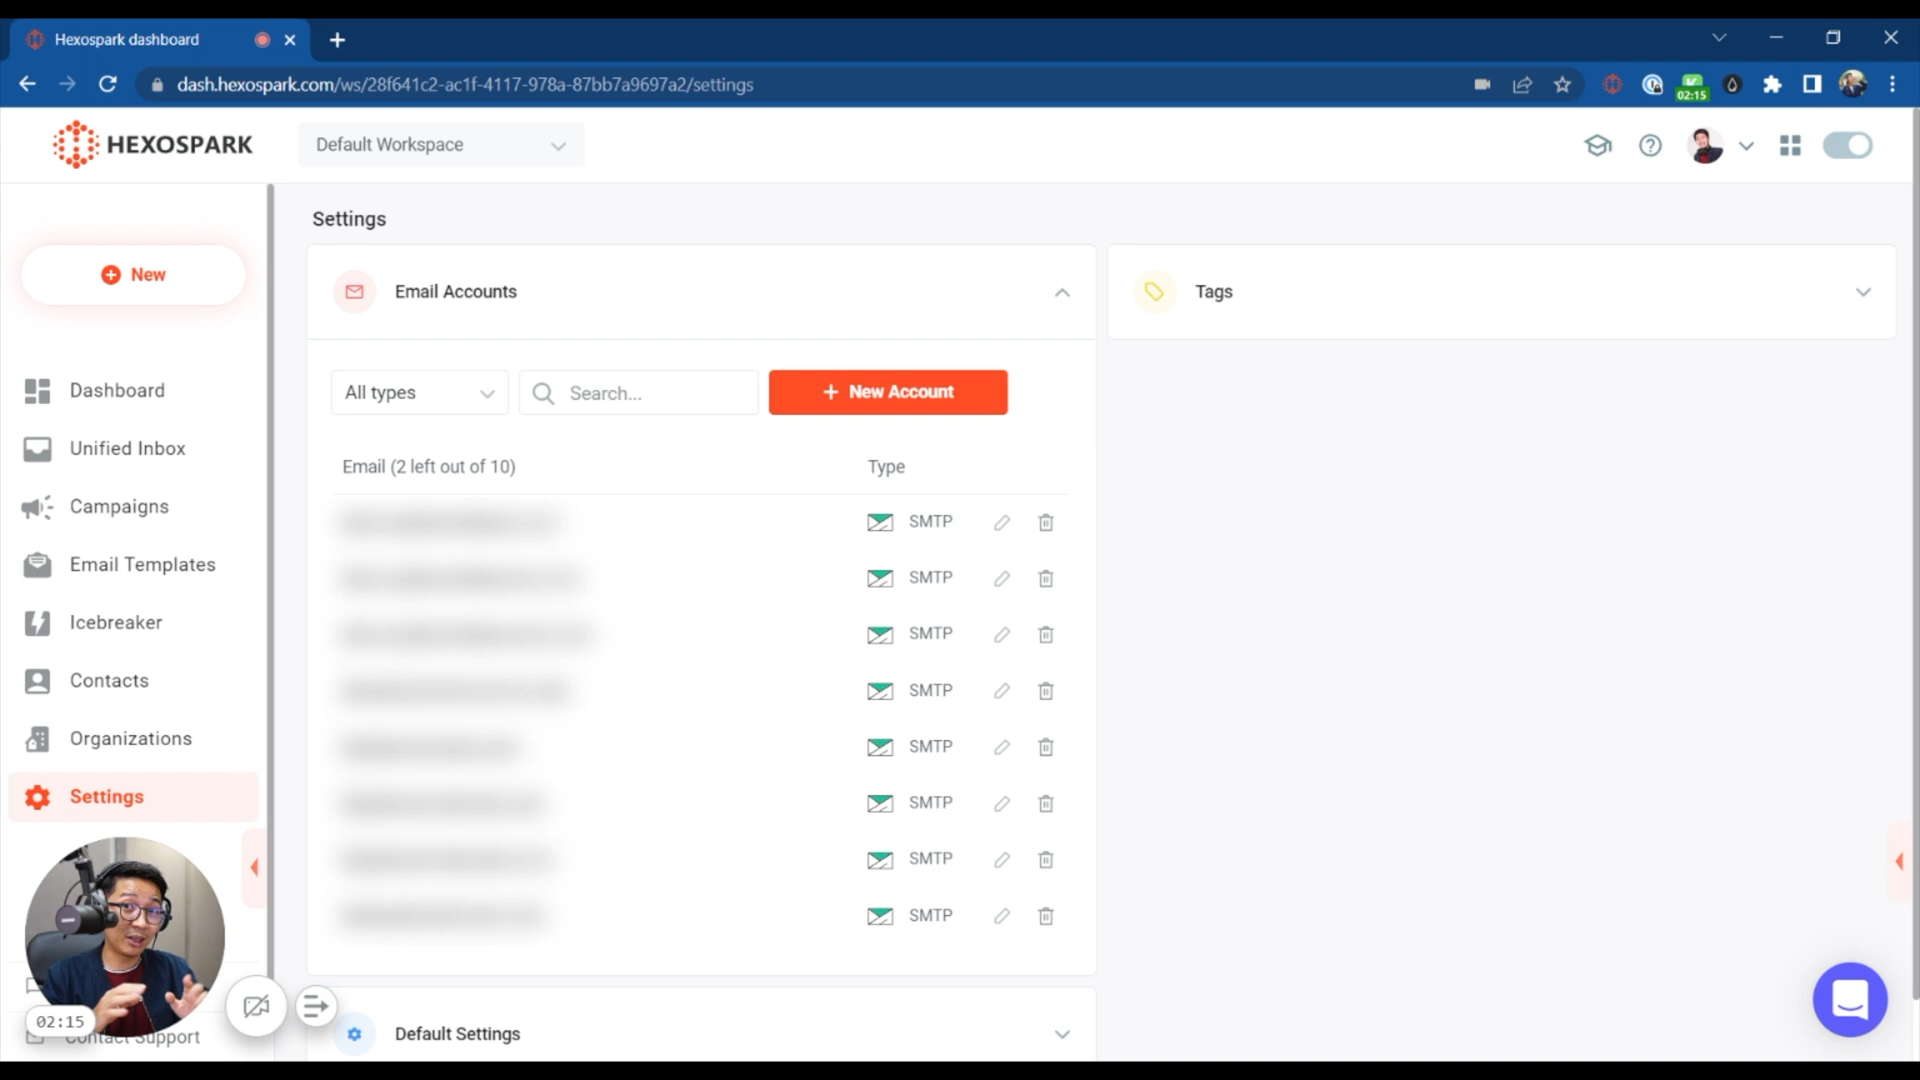 Hexospark dashboard
dash.hexospark.com/ws/28f641c2-ac1f-4117-978a-87bb7a9697a2/settings
02:15
HEXOSPARK
Default Workspace
New
Dashboard
Unified Inbox
Campaigns
Email Templates
Icebreaker
Contacts
Organizations
Settings
Contact Support
02:15
Settings
Email Accounts
All types
Search...
+ New Account
Email (2 left out of 10)
Type
SMTP
SMTP
SMTP
SMTP
SMTP
SMTP
SMTP
SMTP
Default Settings
Tags